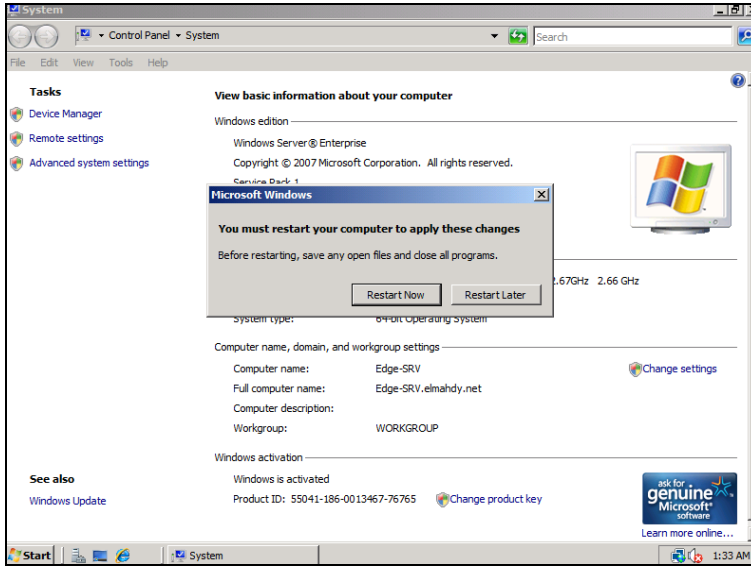 System
Control Panel System
Search
File Edit View Tools Help
Tasks
Device Manager
Remote settings
Advanced system settings
View basic information about your computer
Windows edition
Windows Server® Enterprise
Copyright © 2007 Microsoft Corporation. All rights reserved.
Service Pack 1
Microsoft Windows
You must restart your computer to apply these changes
Before restarting, save any open files and close all programs.
Restart Now Restart Later
2.67GHz 2.66 GHz
System type: 64-bit Operating System
Computer name, domain, and workgroup settings
Computer name: Edge-SRV Change settings
Full computer name: Edge-SRV.elmahdy.net
Computer description:
Workgroup: WORKGROUP
Windows activation
Windows is activated
Product ID: 55041-186-0013467-76765 Change product key
See also
Windows Update
ask for
genuine
Microsoft®
software
Learn more online...
Start System 1:33 AM